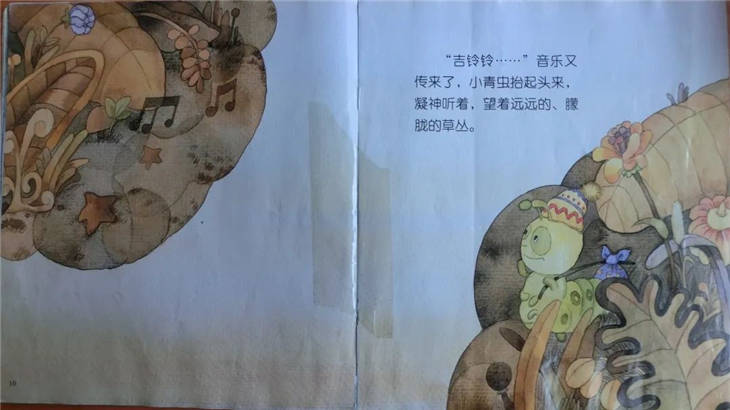 “吉铃铃……”音乐又
传来了，小青虫抬起头来，
凝神听着，望着远远的、朦
胧的草丛。
10